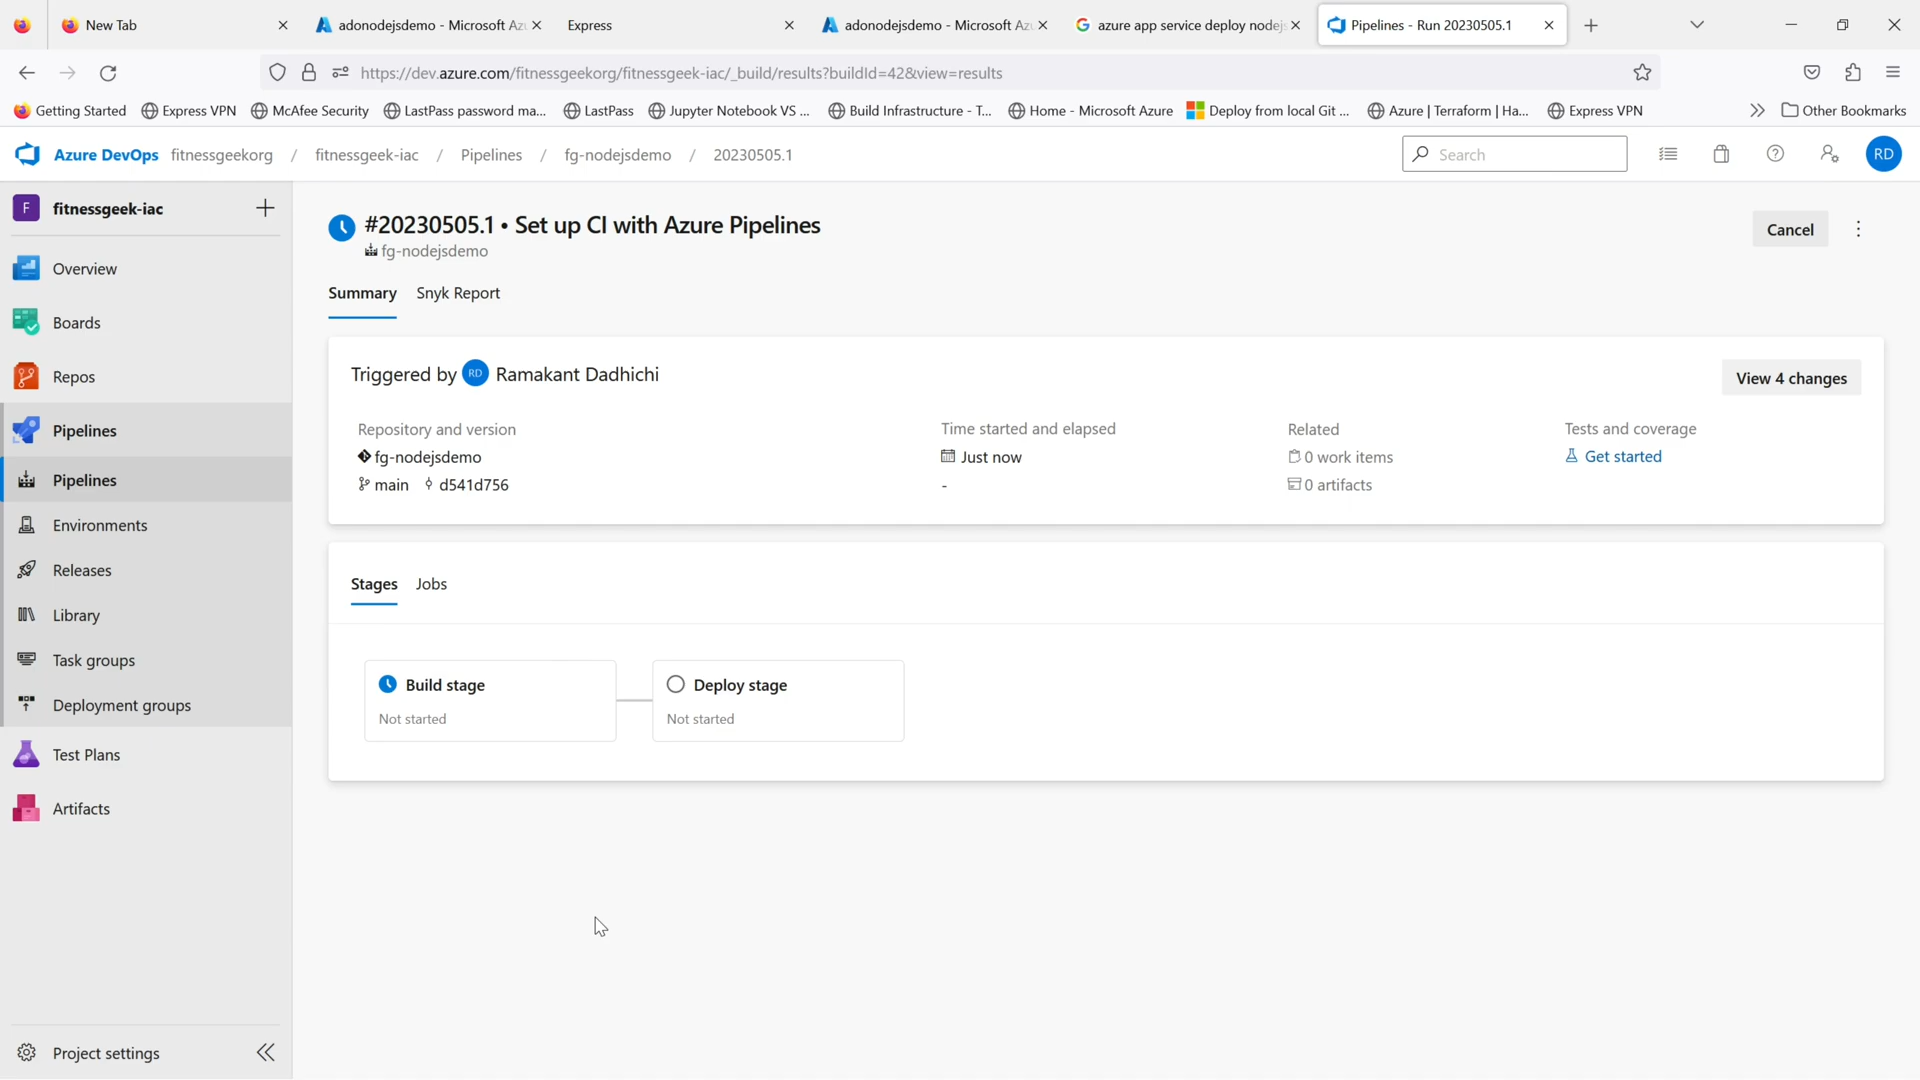 New Tab
adonodejsdemo - Microsoft Az
Express
adonodejsdemo - Microsoft Az
azure app service deploy nodejs
Pipelines - Run 20230505.1
https://dev.azure.com/fitnessgeekorg/fitnessgeek-iac/_build/results?buildId=42&view=results
Getting Started
Express VPN
McAfee Security
LastPass password ma...
LastPass
Jupyter Notebook VS ...
Build Infrastructure - T...
Home - Microsoft Azure
Deploy from local Git ...
Azure | Terraform | Ha...
Express VPN
Other Bookmarks
Azure DevOps fitnessgeekorg / fitnessgeek-iac / Pipelines / fg-nodejsdemo / 20230505.1
Search
RD
F fitnessgeek-iac
Overview
Boards
Repos
Pipelines
Pipelines
Environments
Releases
Library
Task groups
Deployment groups
Test Plans
Artifacts
Project settings
#20230505.1 • Set up CI with Azure Pipelines
fg-nodejsdemo
Cancel
Summary
Snyk Report
Triggered by RD Ramakant Dadhichi
View 4 changes
Repository and version
fg-nodejsdemo
main d541d756
Time started and elapsed
Just now
-
Related
0 work items
0 artifacts
Tests and coverage
Get started
Stages
Jobs
Build stage
Not started
Deploy stage
Not started